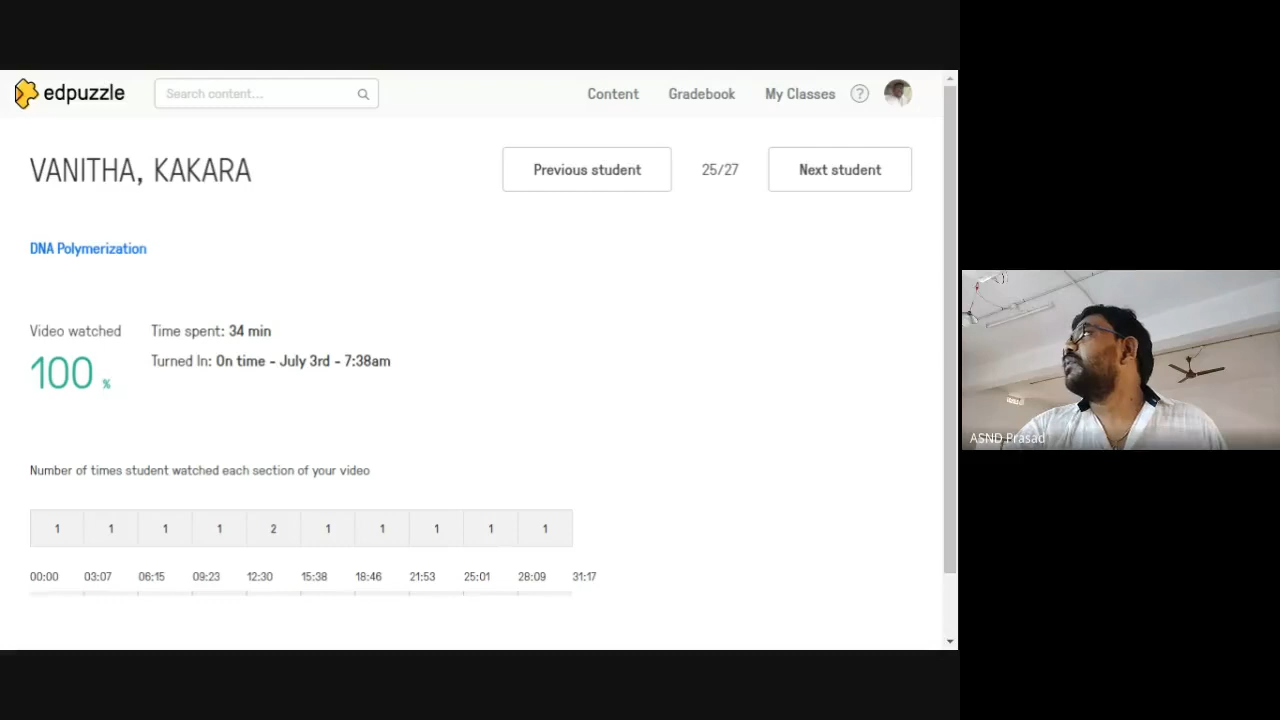 edpuzzle
Search content...
Content Gradebook My Classes ?
VANITHA, KAKARA
Previous student 25/27 Next student
DNA Polymerization
Video watched Time spent: 34 min
100 % Turned In: On time - July 3rd - 7:38am
Number of times student watched each section of your video
1 1 1 1 2 1 1 1 1 1
00:00 03:07 06:15 09:23 12:30 15:38 18:46 21:53 25:01 28:09 31:17
ASND Prasad